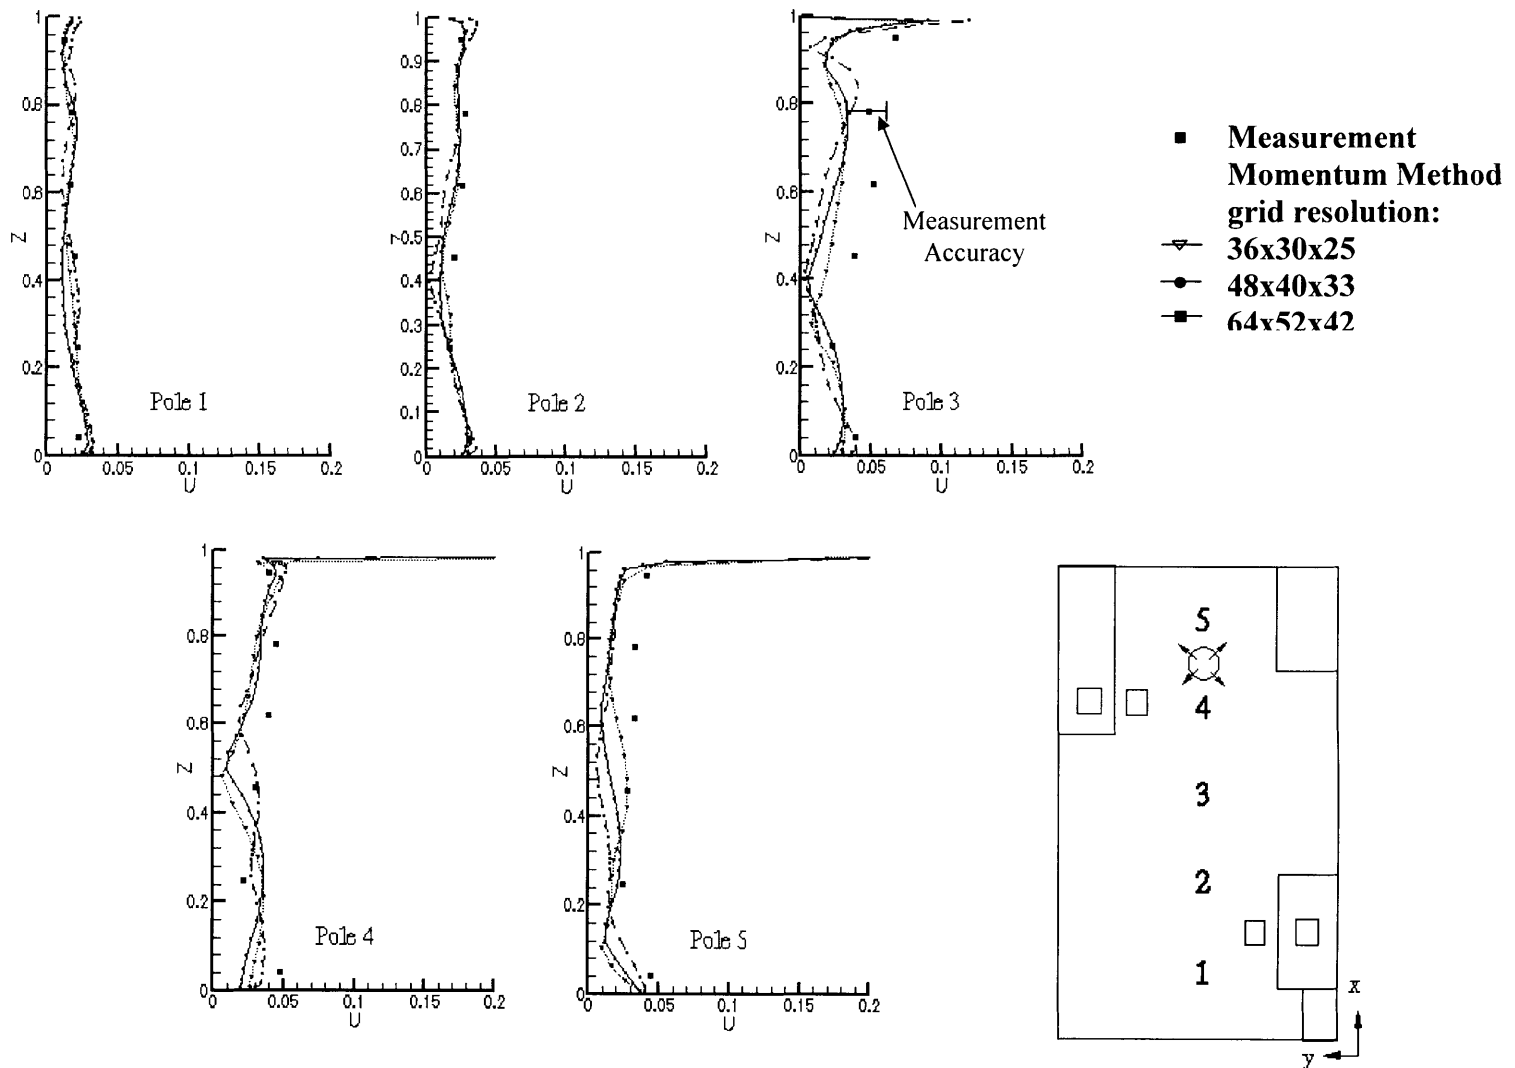 1
0.8
0.6
Z
0.4
0.2
0
Pole 1
0
0.05
0.1
0.15
0.2
U
1
0.9
0.8
0.7
0.6
Z
0.5
0.4
0.3
0.2
0.1
0
Pole 2
0
0.05
0.1
0.15
0.2
U
1
0.8
0.6
Z
0.4
0.2
0
Measurement
Accuracy
Pole 3
0
0.05
0.1
0.15
0.2
U
Measurement
Momentum Method
grid resolution:
36x30x25
48x40x33
64x52x42
1
0.8
0.6
Z
0.4
0.2
0
Pole 4
0
0.05
0.1
0.15
0.2
U
1
0.8
0.6
Z
0.4
0.2
0
Pole 5
0
0.05
0.1
0.15
0.2
U
5
4
3
2
1
x
y